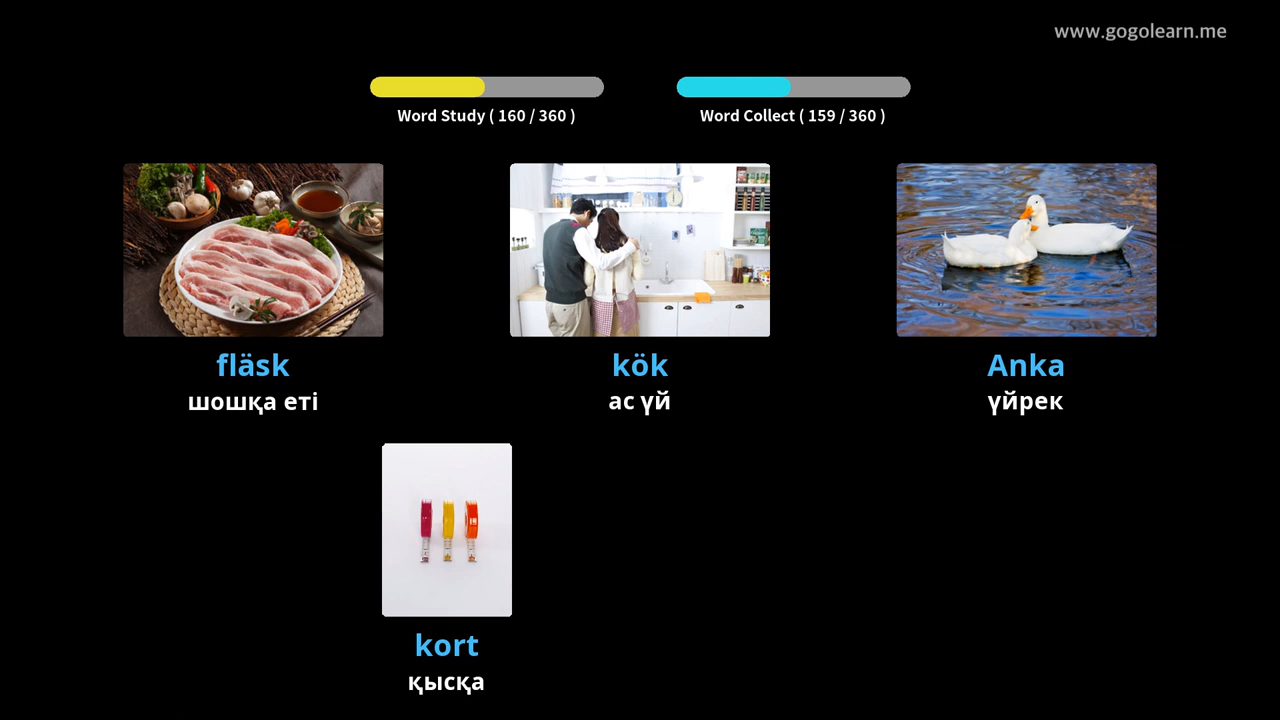 www.gogolearn.me
Word Study ( 160 / 360 )
Word Collect ( 159 / 360 )
fläsk
шошқа еті
kök
ас үй
Anka
үйрек
kort
қысқа